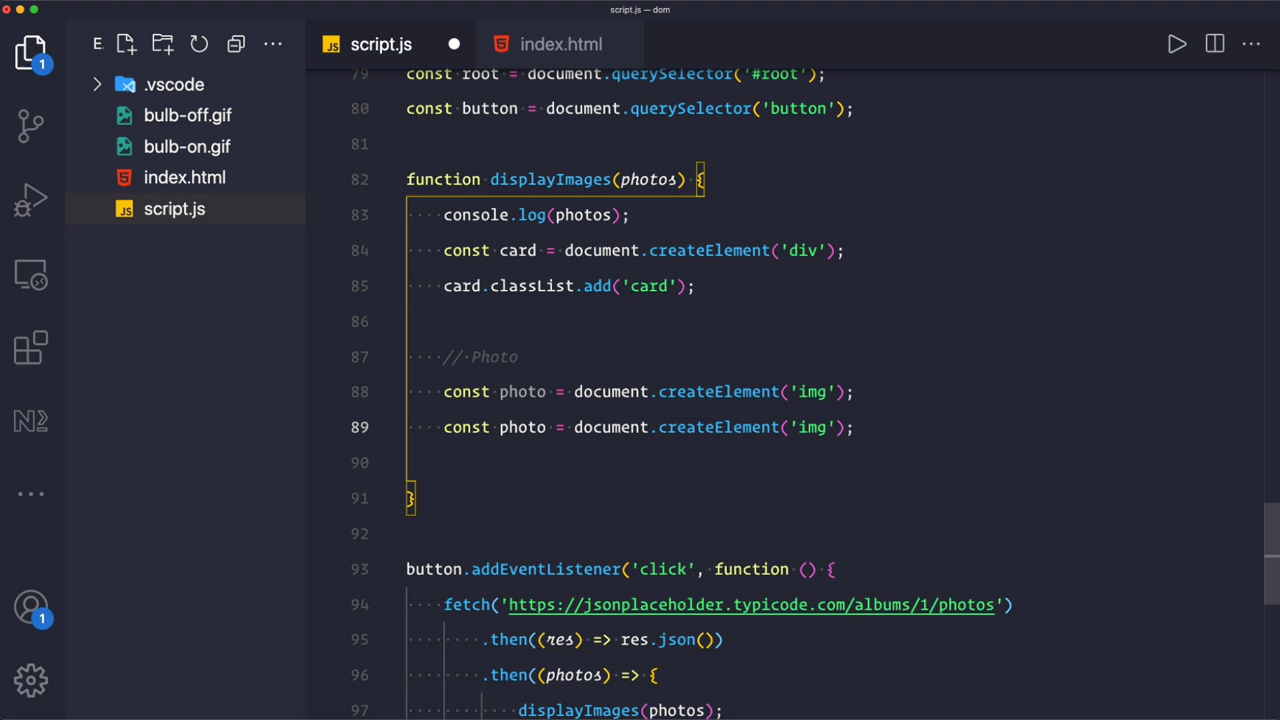 script.js — dom
E
script.js
index.html
.vscode
bulb-off.gif
bulb-on.gif
index.html
JS script.js
1
1
79 const root = document.querySelector('#root');
80 const button = document.querySelector('button');
81
82 function displayImages(photos) {
83 console.log(photos);
84 const card = document.createElement('div');
85 card.classList.add('card');
86
87 // Photo
88 const photo = document.createElement('img');
89 const photo = document.createElement('img');
90
91 }
92
93 button.addEventListener('click', function () {
94 fetch('https://jsonplaceholder.typicode.com/albums/1/photos')
95 .then((res) => res.json())
96 .then((photos) => {
97 displayImages(photos);